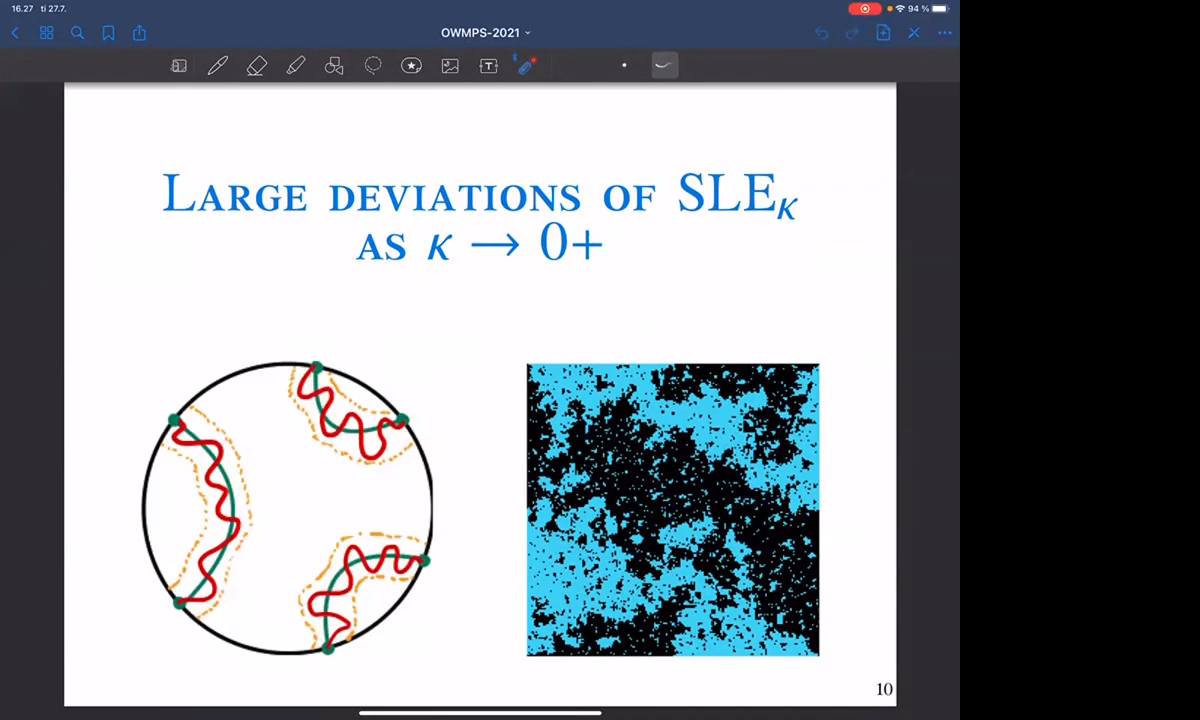 16.27 ti 27.7.
94 %
OWMPS-2021
T
LARGE DEVIATIONS OF SLEκ
AS κ → 0+
10